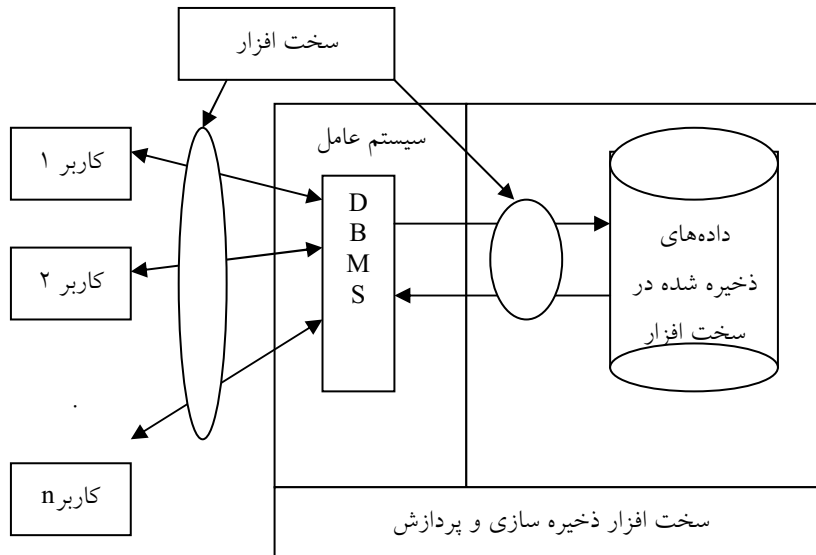 سخت افزار
سیستم عامل
کاربر ۱
کاربر ۲
.
کاربر n
D
B
M
S
داده‌های
ذخیره شده در
سخت افزار
سخت افزار ذخیره سازی و پردازش